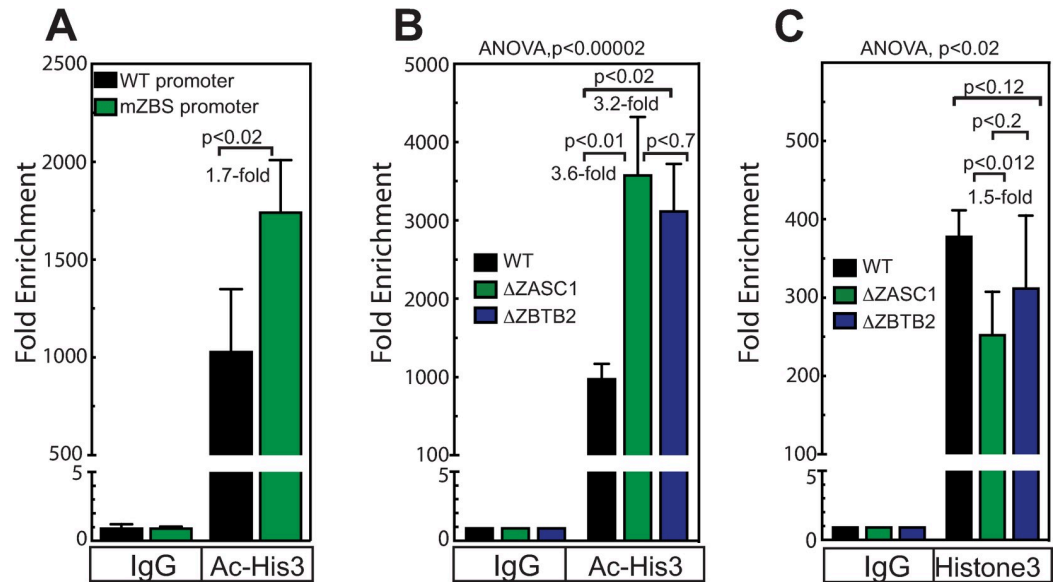 A
2500
WT promoter
mZBS promoter
p<0.02
1.7-fold
2000
1500
1000
500
5
0
Fold Enrichment
IgG
Ac-His3
B
ANOVA,p<0.00002
5000
p<0.02
3.2-fold
p<0.01
p<0.7
3.6-fold
4000
3000
2000
1000
100
5
0
Fold Enrichment
WT
ΔZASC1
ΔZBTB2
IgG
Ac-His3
C
ANOVA, p<0.02
p<0.12
p<0.2
p<0.012
1.5-fold
500
400
300
200
100
5
0
Fold Enrichment
WT
ΔZASC1
ΔZBTB2
IgG
Histone3